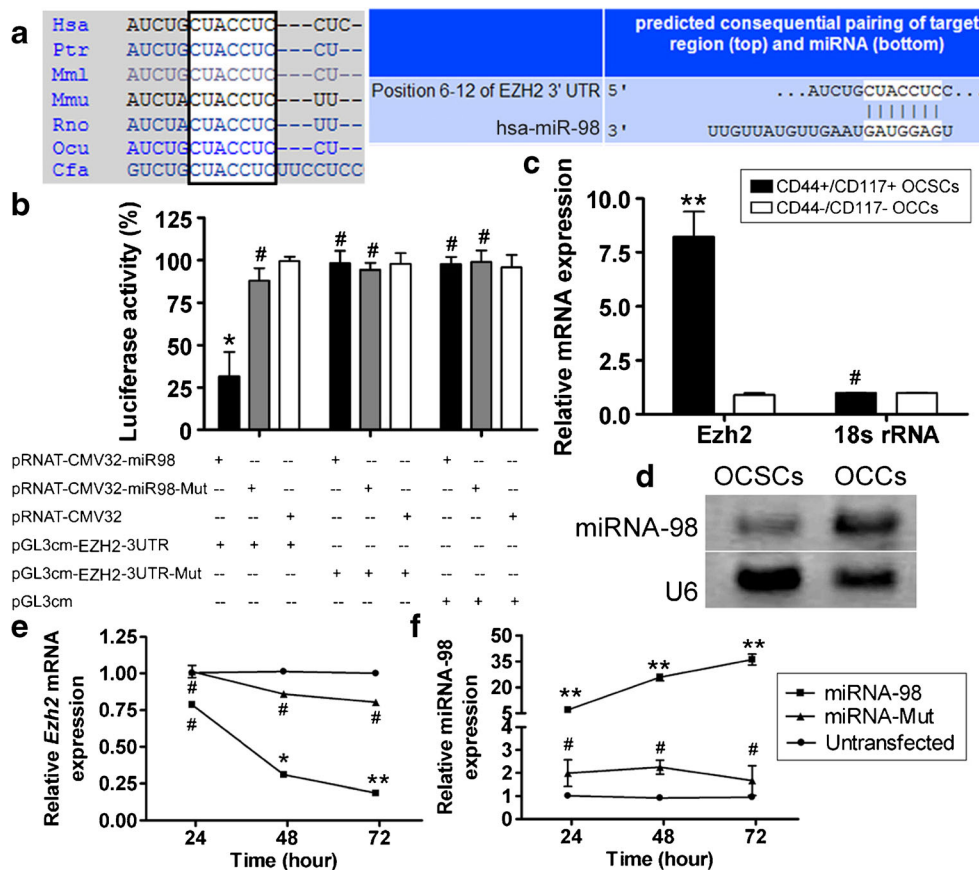 a
Hsa AUCUGCUACCUC---CUC-
Ptr AUCUGCUACCUC---CU--
Mml AUCUGCUACCUC---CU--
Mmu AUCUACUACCUC---UU--
Rno AUCUACUACCUC---UU--
Ocu AUCUGCUACCUC---CU--
Cfa GUCUGCUACCUCUUCCUCC
predicted consequential pairing of target
region (top) and miRNA (bottom)
Position 6-12 of EZH2 3' UTR 5' ...AUCUGCUACCUCC..
| | | | | | |
hsa-miR-98 3' UUGUUAUGUUGAAUGAUGGAGU
b
Luciferase activity (%)
125
100
75
50
25
0
* # # # # #
pRNAT-CMV32-miR98 + -- -- + -- -- + -- --
pRNAT-CMV32-miR98-Mut -- + -- -- + -- -- + --
pRNAT-CMV32 -- -- + -- -- + -- -- +
pGL3cm-EZH2-3UTR + + + -- -- -- -- -- --
pGL3cm-EZH2-3UTR-Mut -- -- -- + + + -- -- --
pGL3cm -- -- -- -- -- -- + + +
c
Relative mRNA expression
10.0
7.5
5.0
2.5
0.0
**
#
CD44+/CD117+ OCSCs
CD44-/CD117- OCCs
Ezh2 18s rRNA
d
OCSCs OCCs
miRNA-98
U6
e
Relative Ezh2 mRNA
expression
1.25
1.00
0.75
0.50
0.25
0.00
# # #
# * **
24 48 72
Time (hour)
f
Relative miRNA-98
expression
50
35
25
15
5
4
3
2
1
0
** ** **
# # #
24 48 72
Time (hour)
miRNA-98
miRNA-Mut
Untransfected